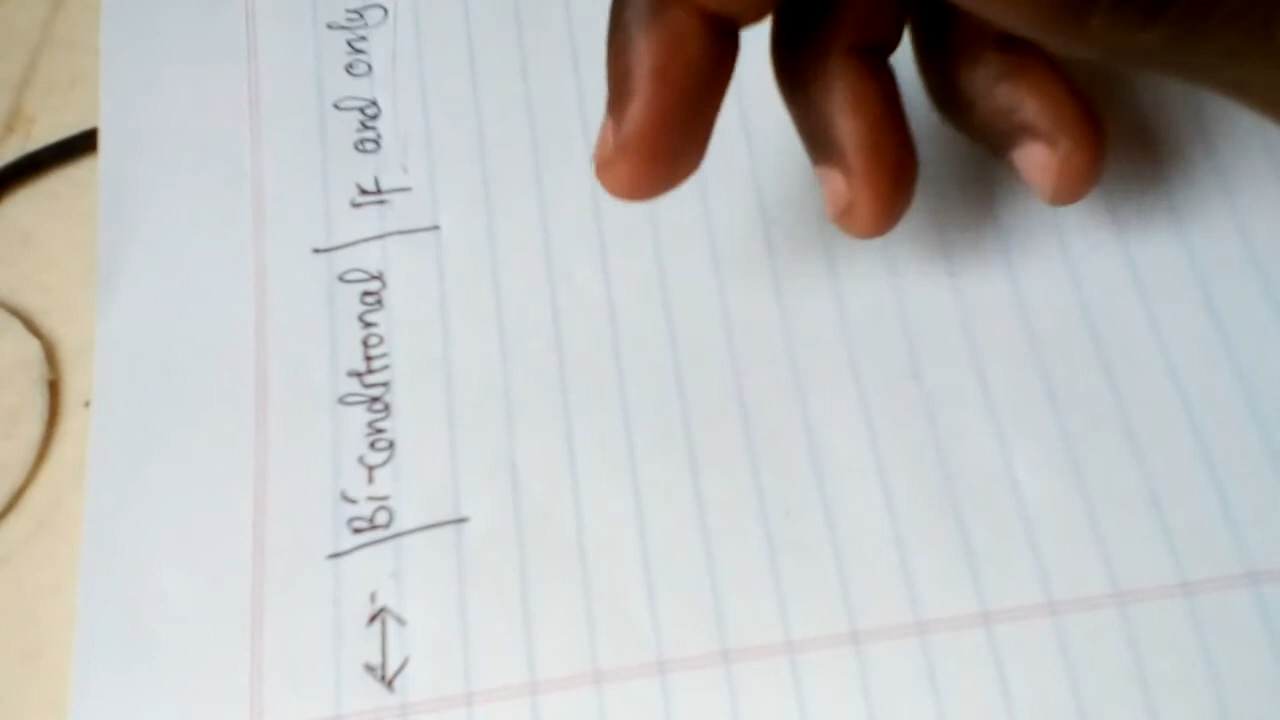 ↔ | Bi-conditional | If and only